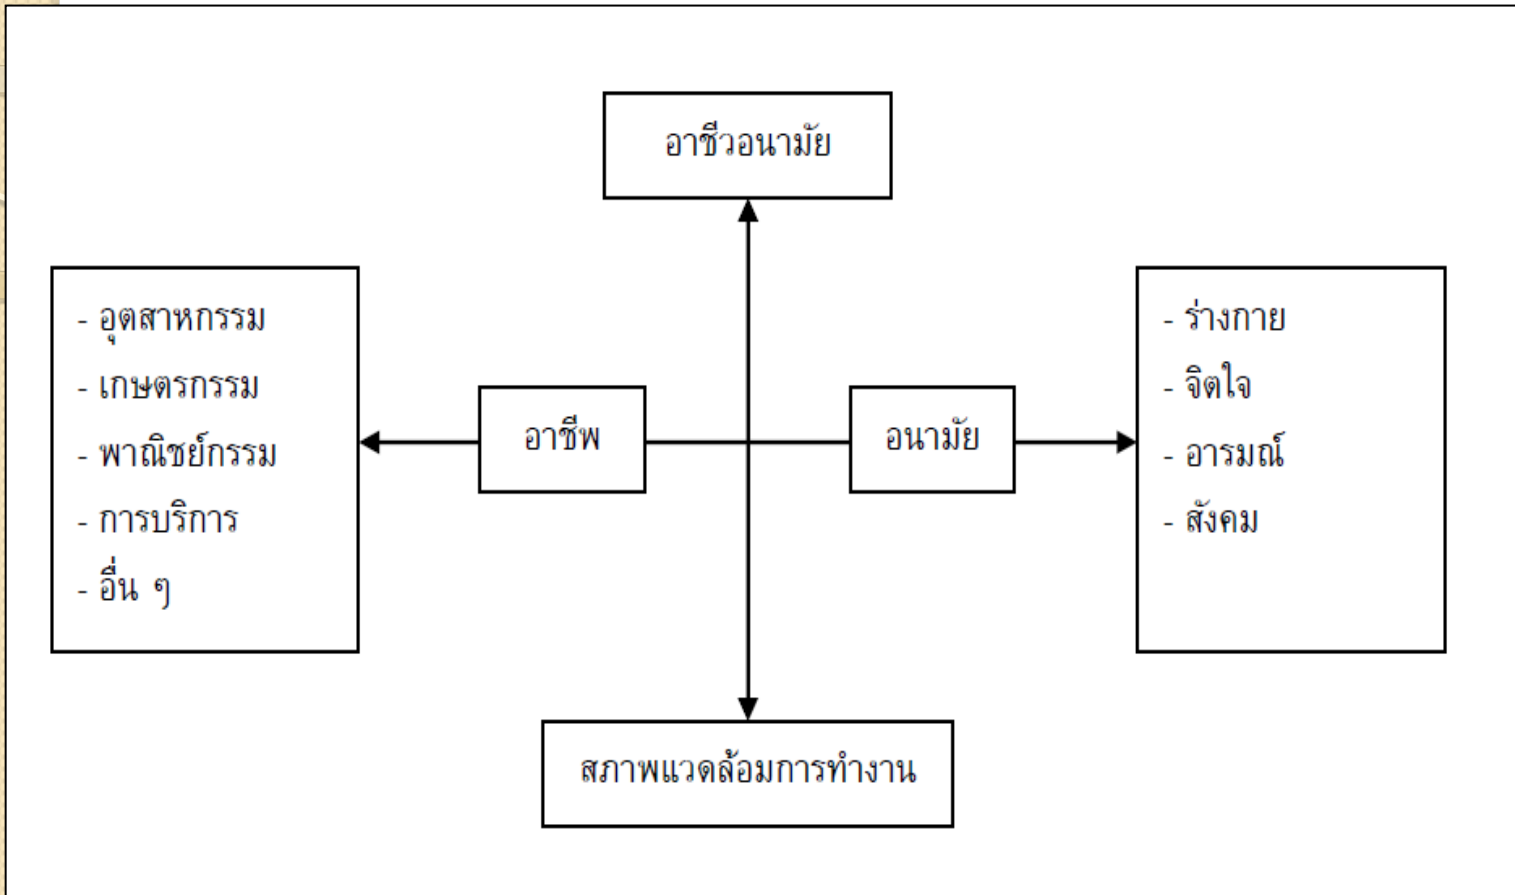 อาชีวอนามัย
- อุตสาหกรรม
- เกษตรกรรม
- พาณิชย์กรรม
- การบริการ
- อื่น ๆ
อาชีพ
อนามัย
- ร่างกาย
- จิตใจ
- อารมณ์
- สังคม
สภาพแวดล้อมการทำงาน